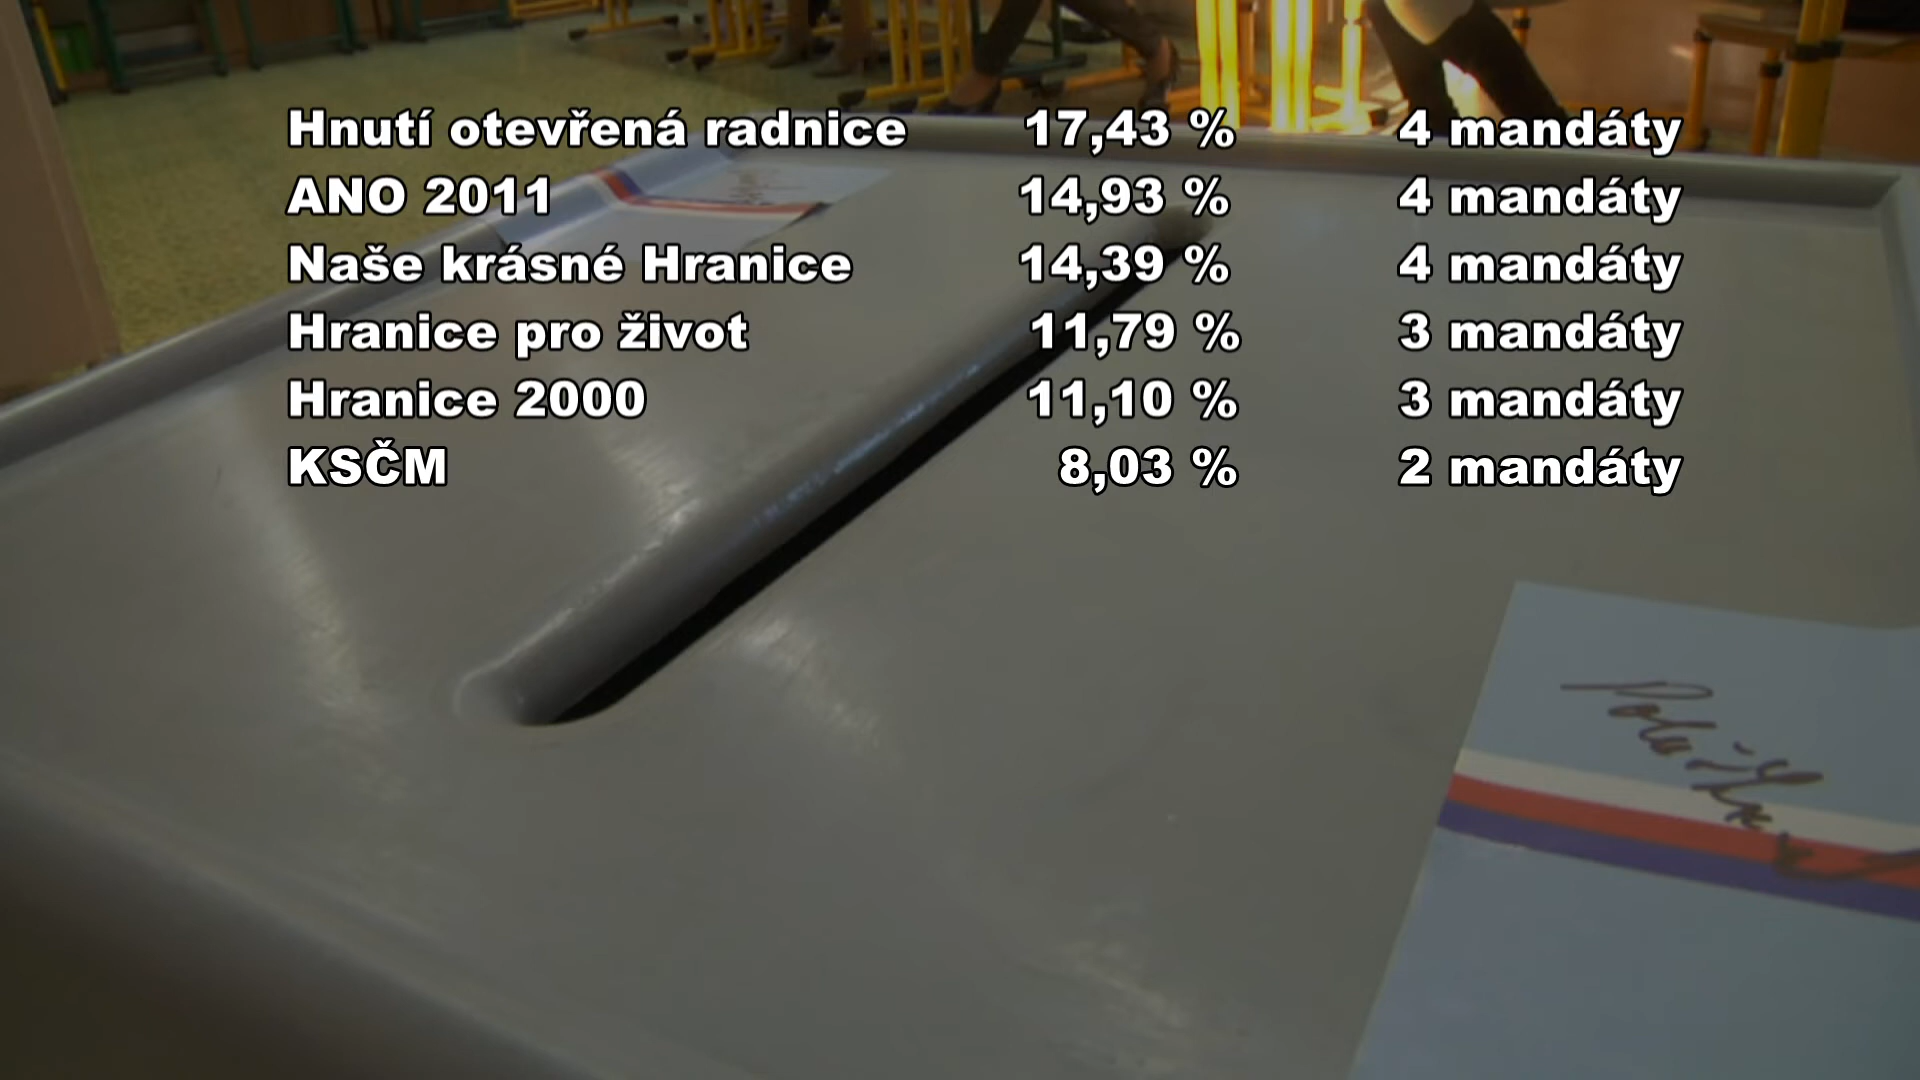 Hnutí otevřená radnice 17,43 % 4 mandáty
ANO 2011 14,93 % 4 mandáty
Naše krásné Hranice 14,39 % 4 mandáty
Hranice pro život 11,79 % 3 mandáty
Hranice 2000 11,10 % 3 mandáty
KSČM 8,03 % 2 mandáty